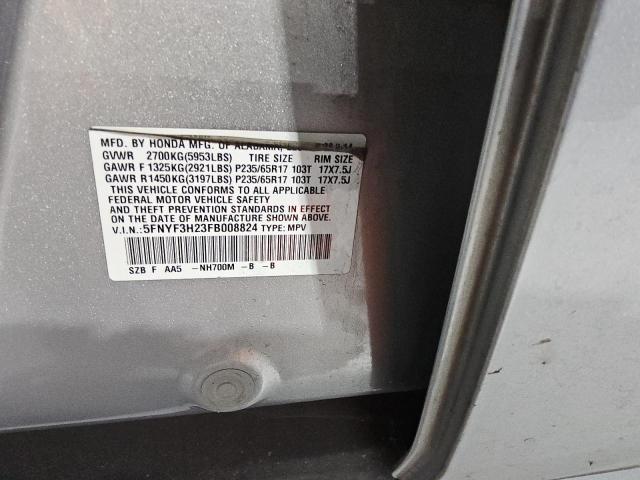 MFD. BY HONDA MFG. OF ALABAMA,
GVWR 2700KG(5953LBS) TIRE SIZE RIM SIZE
GAWR F 1325KG(2921LBS) P235/65R17 103T 17X7.5J
GAWR R1450KG(3197LBS) P235/65R17 103T 17X7.5J
THIS VEHICLE CONFORMS TO ALL APPLICABLE
FEDERAL MOTOR VEHICLE SAFETY
AND THEFT PREVENTION STANDARDS IN EFFECT
ON THE DATE OF MANUFACTURE SHOWN ABOVE.
V.I.N.:5FNYF3H23FB008824 TYPE: MPV
SZB F AA5 -NH700M -B -B